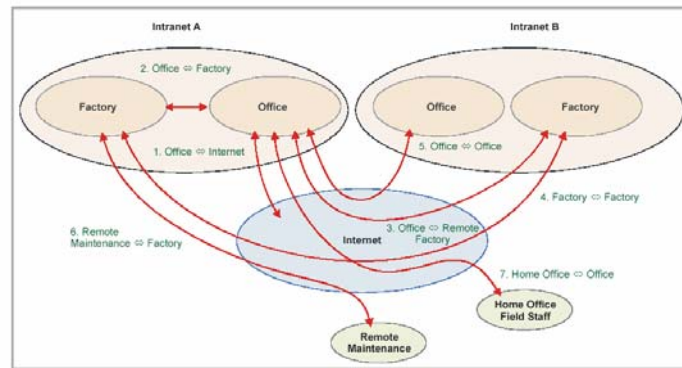 Intranet A
Intranet B
2. Office ⇔ Factory
Factory
Office
Office
Factory
1. Office ⇔ Internet
5. Office ⇔ Office
4. Factory ⇔ Factory
6. Remote
Maintenance ⇔ Factory
3. Office ⇔ Remote
Factory
Internet
7. Home Office ⇔ Office
Home Office
Field Staff
Remote
Maintenance